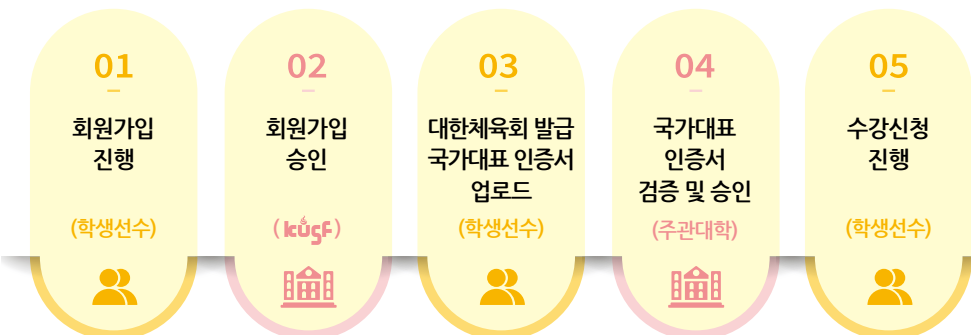 01
회원가입
진행
(학생선수)
02
회원가입
승인
(kusf)
03
대한체육회 발급
국가대표 인증서
업로드
(학생선수)
04
국가대표
인증서
검증 및 승인
(주관대학)
05
수강신청
진행
(학생선수)